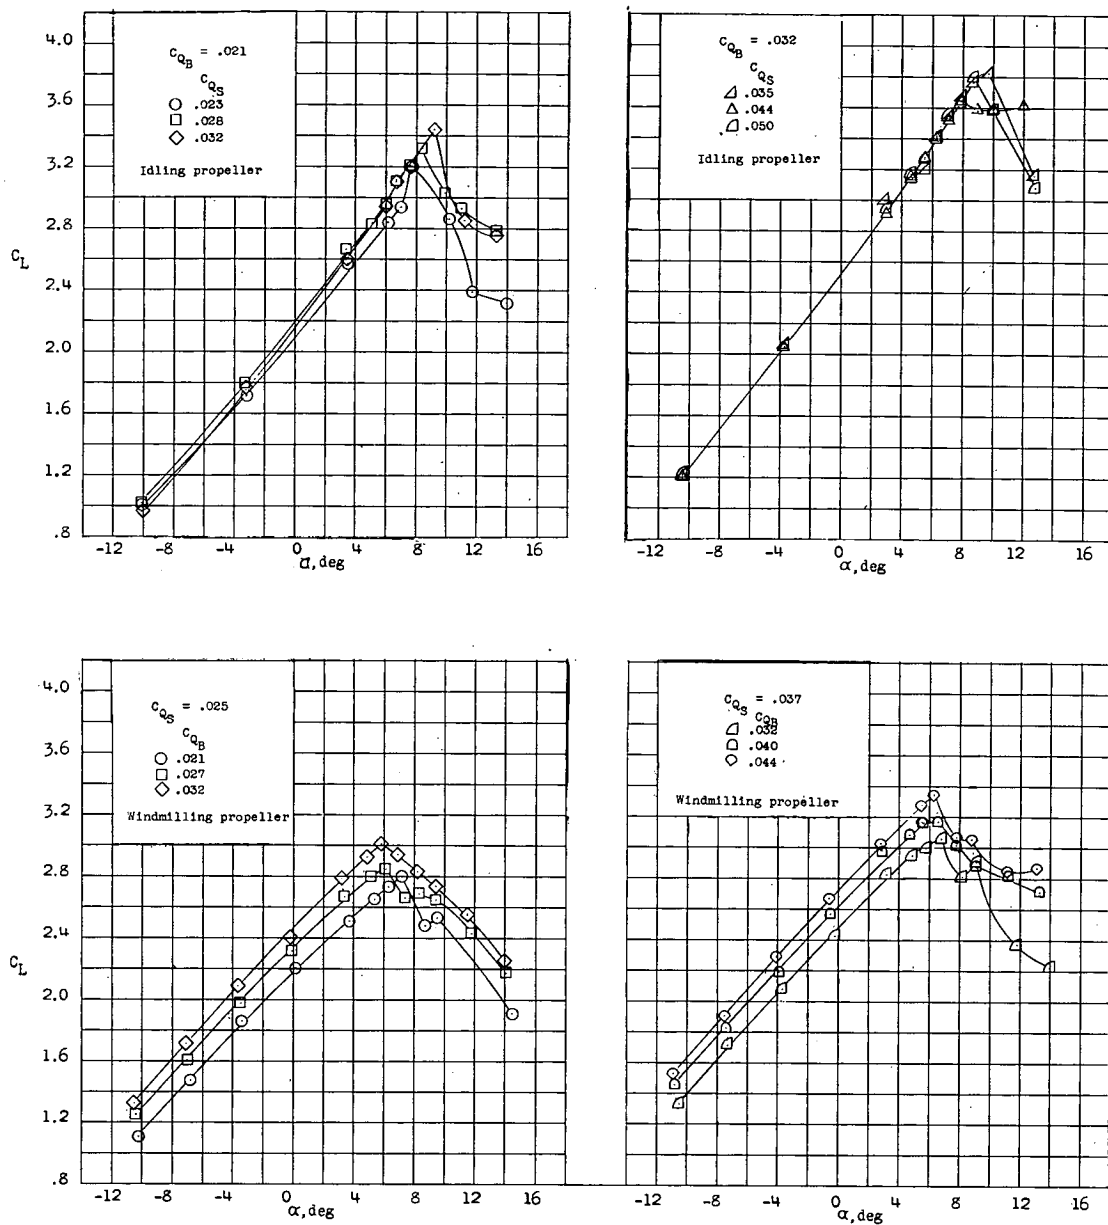 C_{Q_B} = .021
C_{Q_S}
○ .023
□ .028
◇ .032
Idling propeller
4.0
3.6
3.2
2.8
2.4
2.0
1.6
1.2
.8
C_L
-12 -8 -4 0 4 8 12 16
α,deg
C_{Q_B} = .032
C_{Q_S}
.035
.044
.050
Idling propeller
-12 -8 -4 0 4 8 12 16
α,deg
C_{Q_S} = .025
C_{Q_B}
○ .021
□ .027
◇ .032
Windmilling propeller
4.0
3.6
3.2
2.8
2.4
2.0
1.6
1.2
.8
C_L
-12 -8 -4 0 4 8 12 16
α,deg
C_{Q_S} = .037
C_{Q_B}
.032
.040
.044
Windmilling propeller
-12 -8 -4 0 4 8 12 16
α,deg